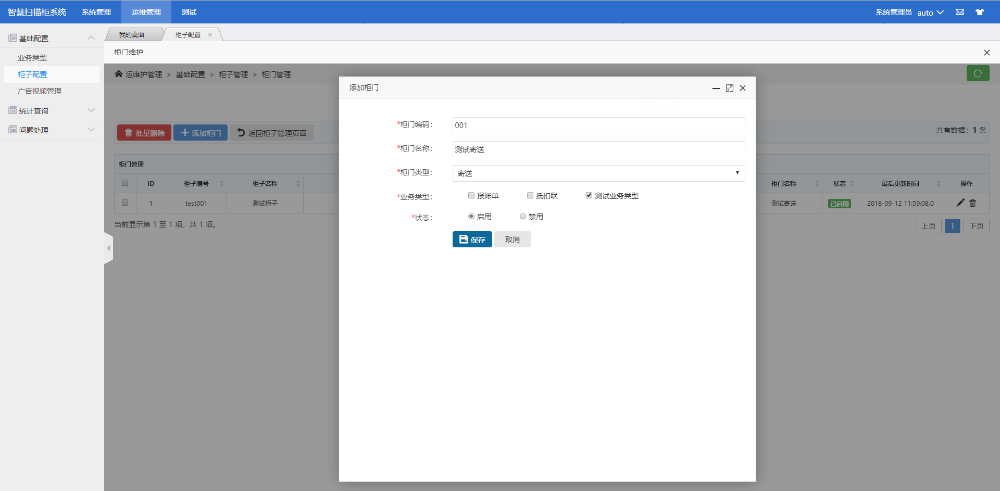 智慧扫描柜系统 系统管理 运维管理 测试 系统管理员 auto
基础配置
业务类型
柜子配置
广告视频管理
统计查询
问题处理
我的桌面 柜子配置
柜门维护
运维护管理 > 基础配置 > 柜子管理 > 柜门管理
批量删除 添加柜门 返回柜子管理页面 共有数据：1 条
柜门管理
ID 柜子编号 柜子名称 柜门名称 状态 最后更新时间 操作
1 test001 测试柜子 测试寄送 已启用 2018-09-12 11:59:08.0
当前显示第 1 至 1 项，共 1 项。
上页 1 下页
添加柜门
*柜门编码： 001
*柜门名称： 测试寄送
*柜门类型： 寄送
*业务类型： 报账单 抵扣联 测试业务类型
*状态： 启用 禁用
保存 取消